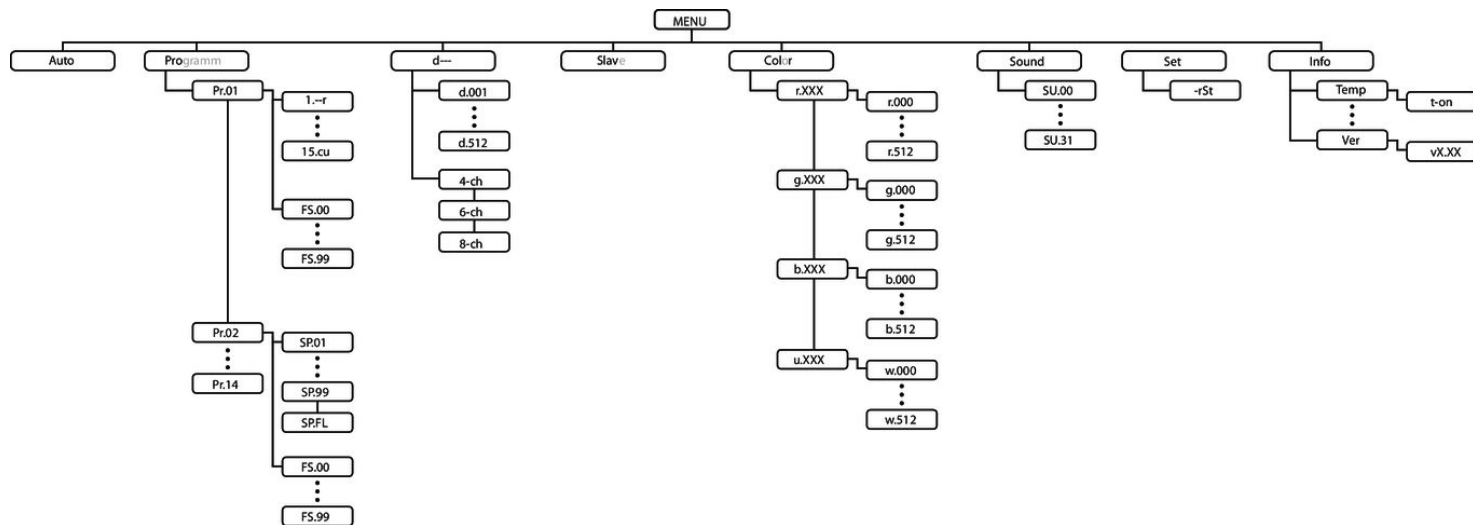 MENU
Auto
Programm
d---
Slave
Color
Sound
Set
Info
Pr.01
1.--r
15.cu
FS.00
FS.99
Pr.02
Pr.14
SP.01
SP.99
SP.FL
FS.00
FS.99
d.001
d.512
4-ch
6-ch
8-ch
r.XXX
r.000
r.512
g.XXX
g.000
g.512
b.XXX
b.000
b.512
u.XXX
w.000
w.512
SU.00
SU.31
-rSt
Temp
t-on
Ver
vX.XX